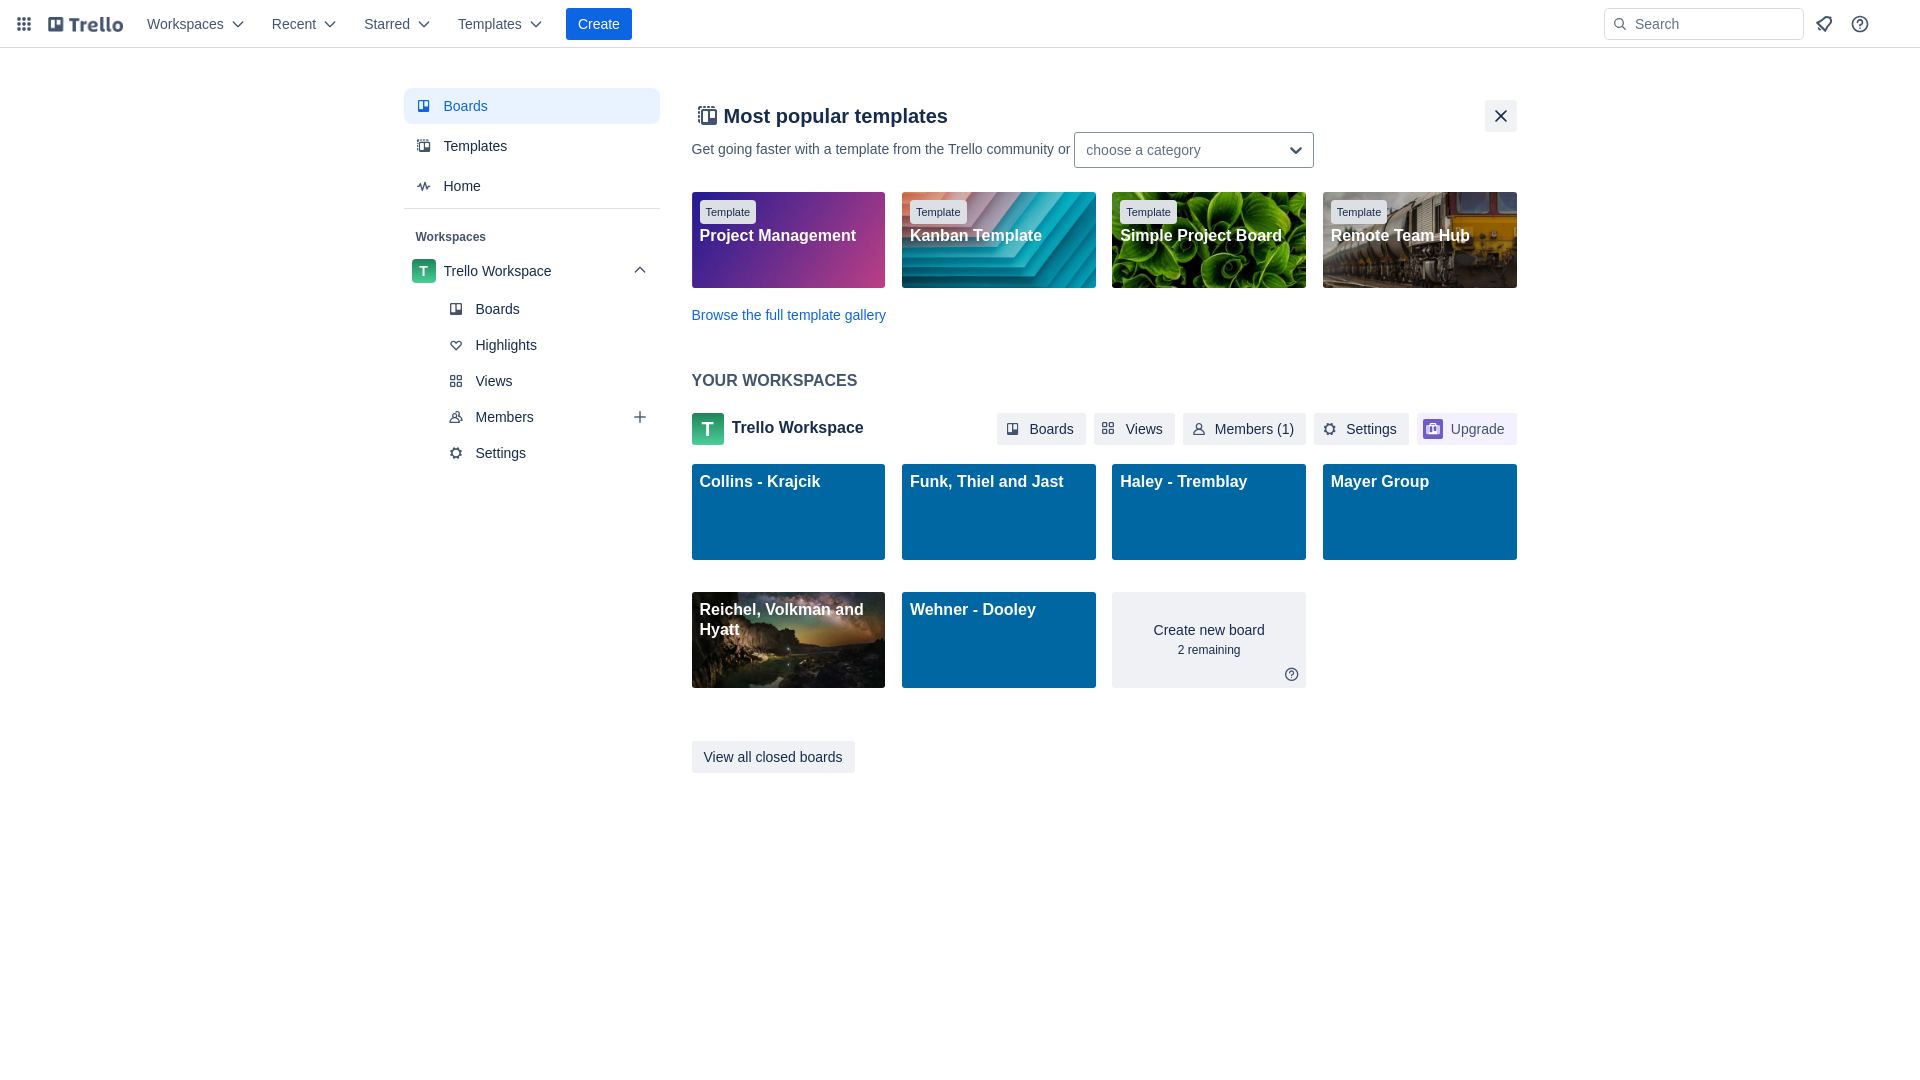 Trello
Workspaces
Recent
Starred
Templates
Create
Search
Boards
Templates
Home
Workspaces
T
Trello Workspace
Boards
Highlights
Views
Members
Settings
Most popular templates
Get going faster with a template from the Trello community or
choose a category
Template
Project Management
Template
Kanban Template
Template
Simple Project Board
Template
Remote Team Hub
Browse the full template gallery
YOUR WORKSPACES
T
Trello Workspace
Boards
Views
Members (1)
Settings
Upgrade
Collins - Krajcik
Funk, Thiel and Jast
Haley - Tremblay
Mayer Group
Reichel, Volkman and
Hyatt
Wehner - Dooley
Create new board
2 remaining
View all closed boards